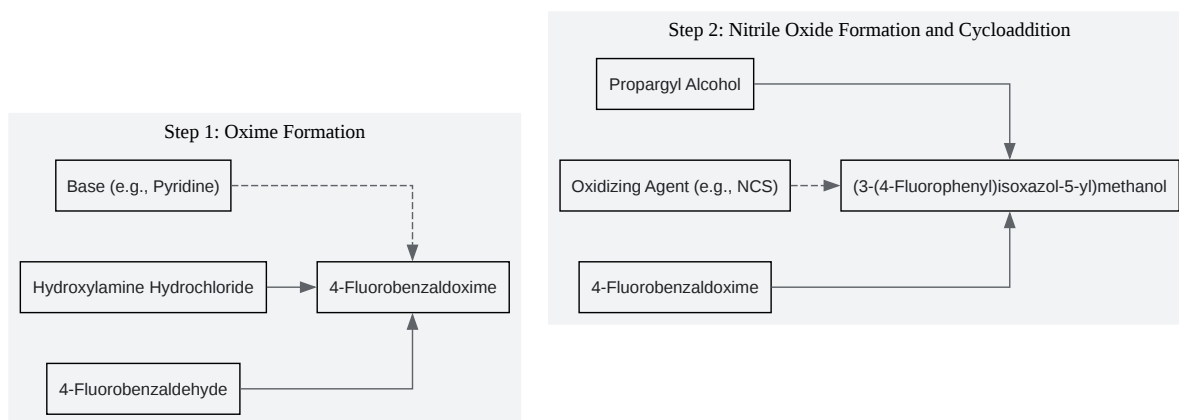 Step 1: Oxime Formation
Base (e.g., Pyridine)
Hydroxylamine Hydrochloride
4-Fluorobenzaldoxime
4-Fluorobenzaldehyde
Step 2: Nitrile Oxide Formation and Cycloaddition
Propargyl Alcohol
Oxidizing Agent (e.g., NCS)
(3-(4-Fluorophenyl)isoxazol-5-yl)methanol
4-Fluorobenzaldoxime